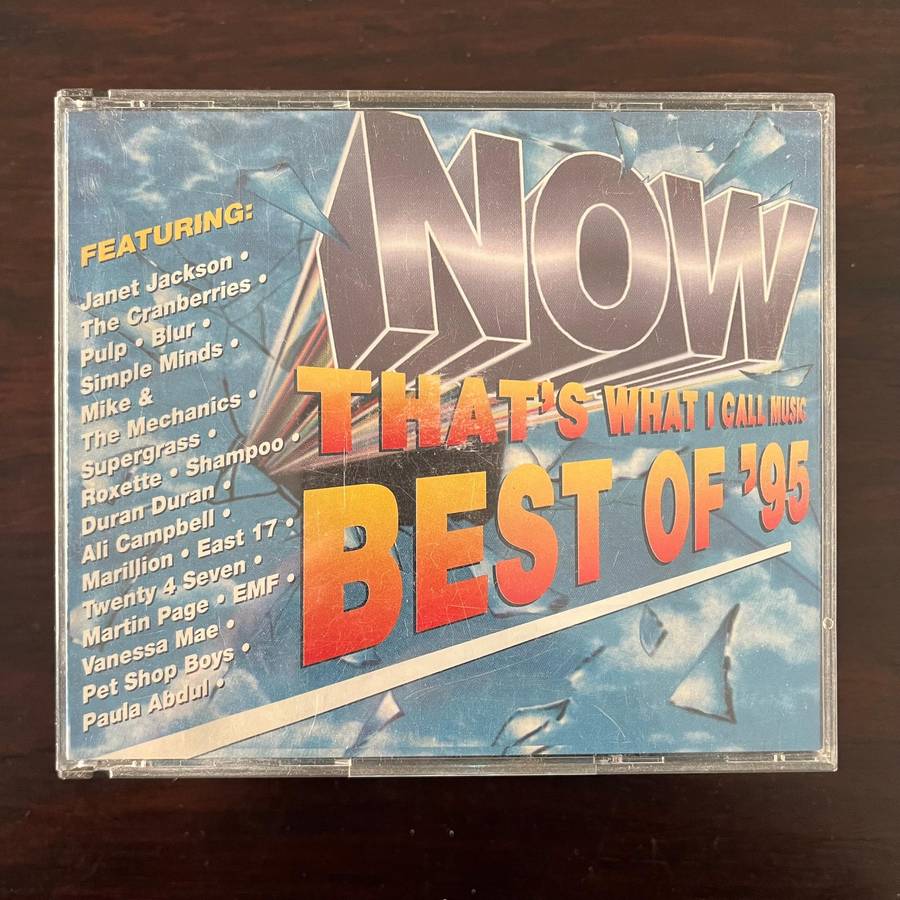 NOW
THAT'S WHAT I CALL MUSIC
BEST OF '95
FEATURING:
Janet Jackson •
The Cranberries •
Pulp • Blur •
Simple Minds •
Mike &
The Mechanics •
Supergrass •
Roxette • Shampoo •
Duran Duran •
Ali Campbell •
Marillion • East 17 •
Twenty 4 Seven •
Martin Page • EMF •
Vanessa Mae •
Pet Shop Boys •
Paula Abdul •